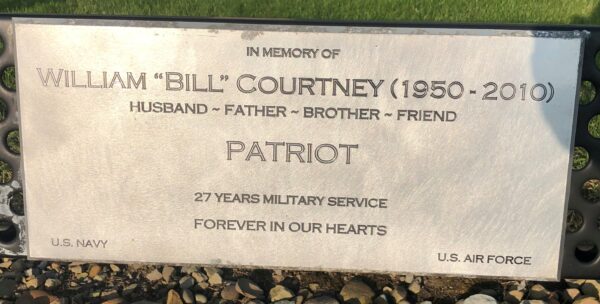 IN MEMORY OF
WILLIAM “BILL” COURTNEY (1950 - 2010)
HUSBAND ~ FATHER ~ BROTHER ~ FRIEND
PATRIOT
27 YEARS MILITARY SERVICE
FOREVER IN OUR HEARTS
U.S. NAVY
U.S. AIR FORCE